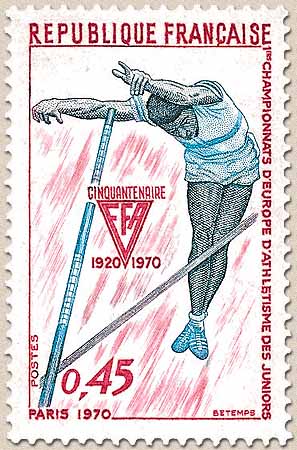 REPUBLIQUE FRANÇAISE
1ERS CHAMPIONNATS D'EUROPE D'ATHLETISME DES JUNIORS
CINQUANTENAIRE
FFA
1920 1970
POSTES
0,45
PARIS 1970
BETEMPS